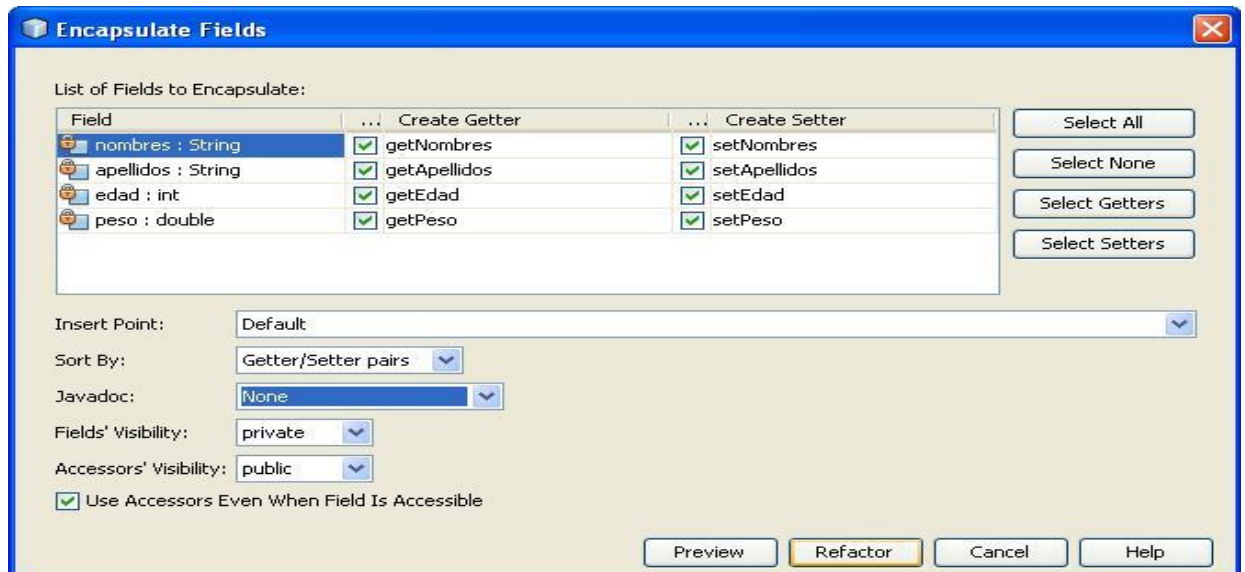 Encapsulate Fields
List of Fields to Encapsulate:
Field ... Create Getter ... Create Setter
nombres : String getNombres setNombres
apellidos : String getApellidos setApellidos
edad : int getEdad setEdad
peso : double getPeso setPeso
Select All
Select None
Select Getters
Select Setters
Insert Point: Default
Sort By: Getter/Setter pairs
Javadoc: None
Fields' Visibility: private
Accessors' Visibility: public
Use Accessors Even When Field Is Accessible
Preview Refactor Cancel Help